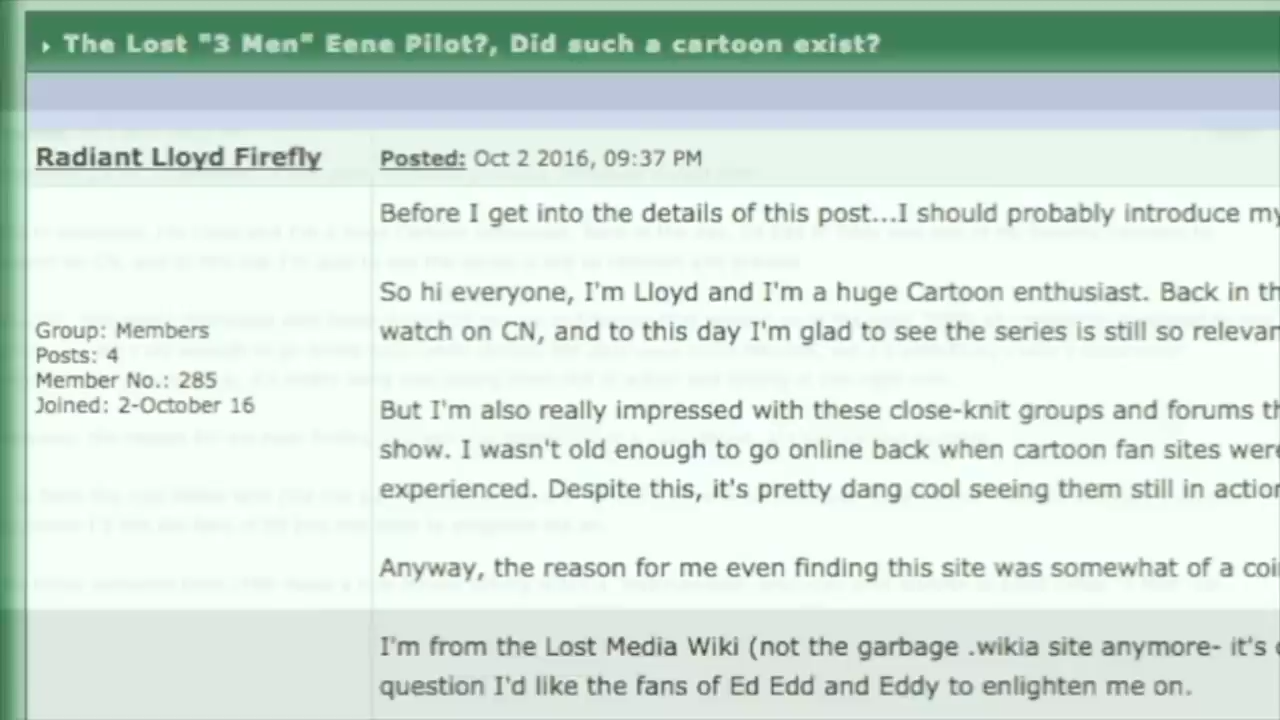 The Lost "3 Men" Eene Pilot?, Did such a cartoon exist?
Radiant Lloyd Firefly
Posted: Oct 2 2016, 09:37 PM
Before I get into the details of this post...I should probably introduce my
So hi everyone, I'm Lloyd and I'm a huge Cartoon enthusiast. Back in th
watch on CN, and to this day I'm glad to see the series is still so relevan
Group: Members
Posts: 4
Member No.: 285
Joined: 2-October 16
But I'm also really impressed with these close-knit groups and forums th
show. I wasn't old enough to go online back when cartoon fan sites were
experienced. Despite this, it's pretty dang cool seeing them still in action
Anyway, the reason for me even finding this site was somewhat of a coi
I'm from the Lost Media Wiki (not the garbage .wikia site anymore- it's
question I'd like the fans of Ed Edd and Eddy to enlighten me on.